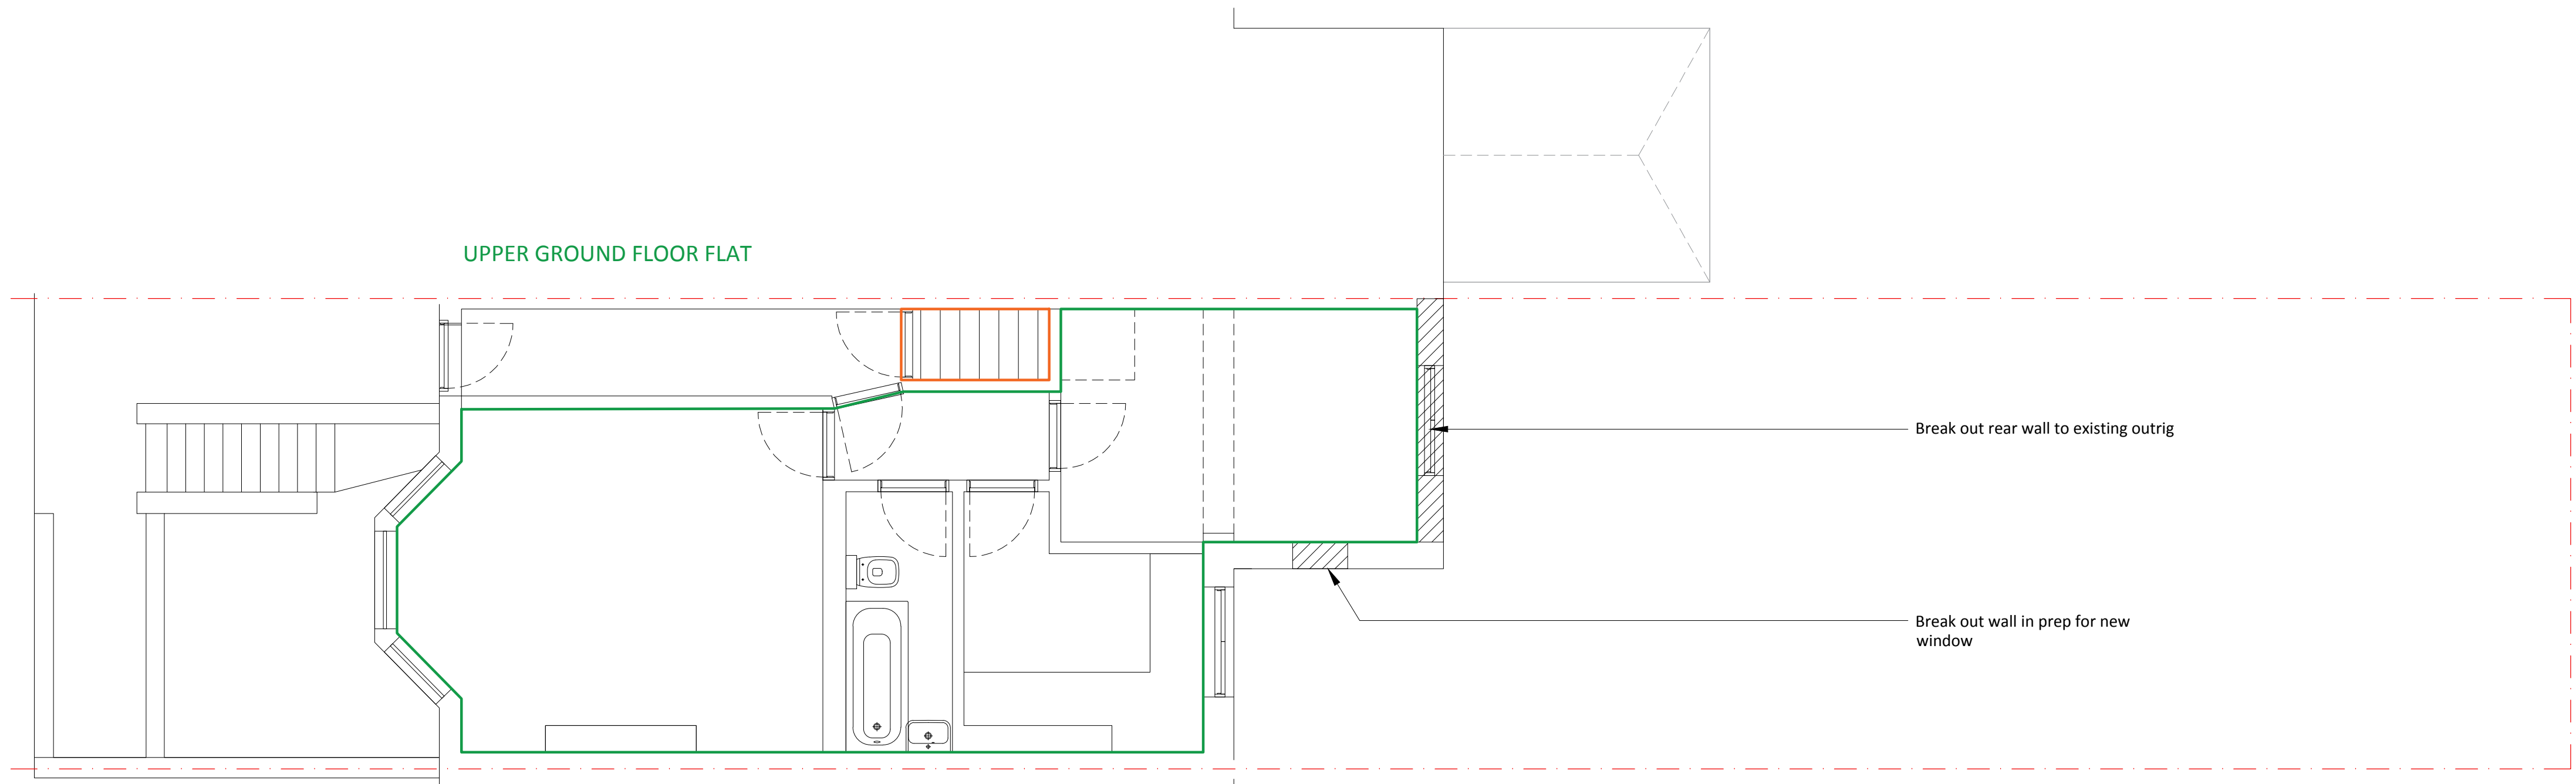 UPPER GROUND FLOOR FLAT
Break out rear wall to existing outrig
Break out wall in prep for new
window